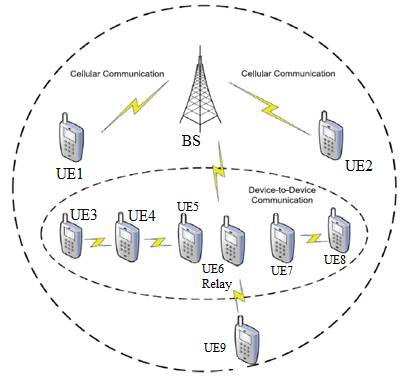 Cellular Communication
Cellular Communication
BS
UE1
UE2
Device-to-Device
Communication
UE3
UE4
UE5
UE6
Relay
UE7
UE8
UE9